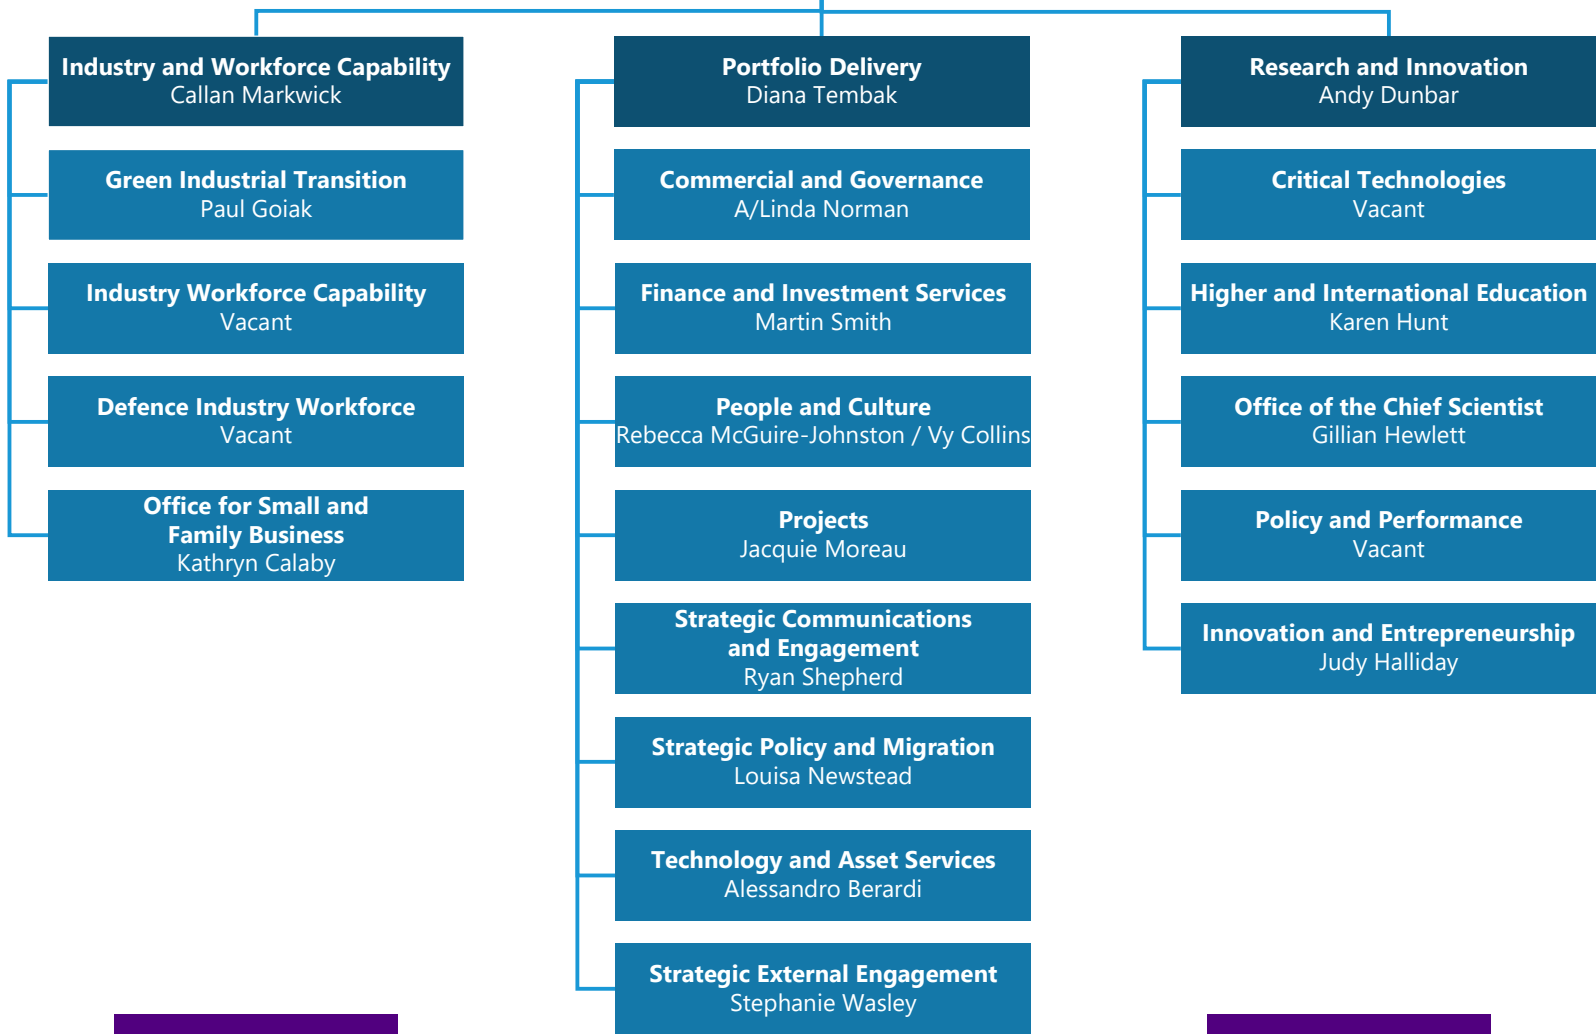 Industry and Workforce Capability
Callan Markwick
Green Industrial Transition
Paul Goiak
Industry Workforce Capability
Vacant
Defence Industry Workforce
Vacant
Office for Small and
Family Business
Kathryn Calaby
Portfolio Delivery
Diana Tembak
Commercial and Governance
A/Linda Norman
Finance and Investment Services
Martin Smith
People and Culture
Rebecca McGuire-Johnston / Vy Collins
Projects
Jacquie Moreau
Strategic Communications
and Engagement
Ryan Shepherd
Strategic Policy and Migration
Louisa Newstead
Technology and Asset Services
Alessandro Berardi
Strategic External Engagement
Stephanie Wasley
Research and Innovation
Andy Dunbar
Critical Technologies
Vacant
Higher and International Education
Karen Hunt
Office of the Chief Scientist
Gillian Hewlett
Policy and Performance
Vacant
Innovation and Entrepreneurship
Judy Halliday